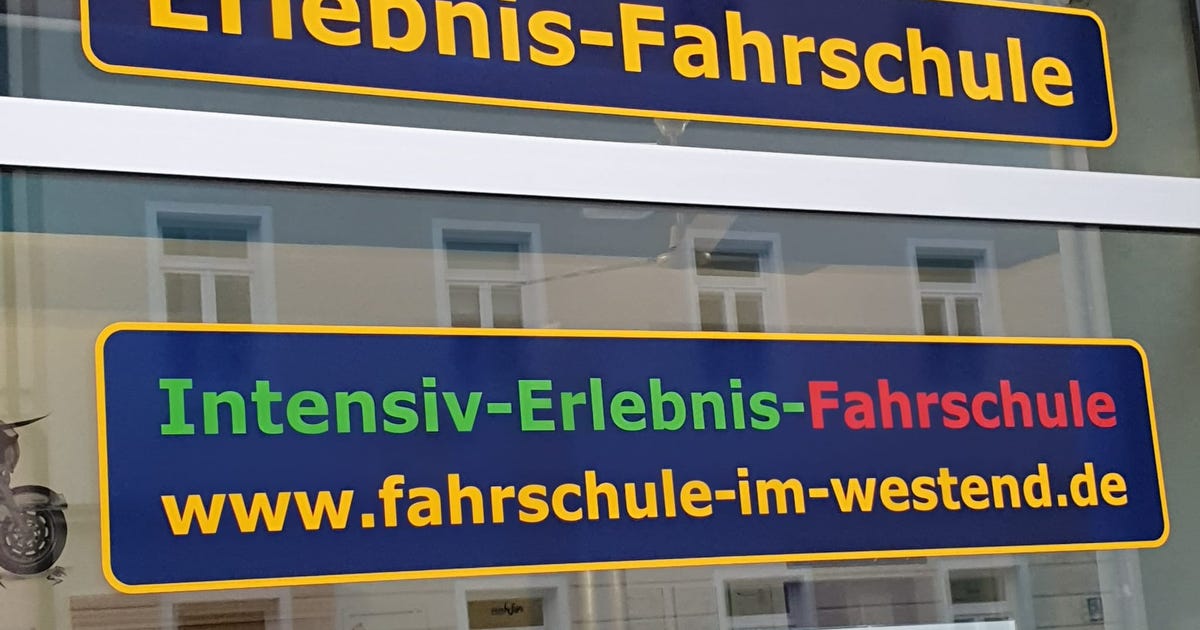 Erlebnis-Fahrschule
Intensiv-Erlebnis-Fahrschule
www.fahrschule-im-westend.de